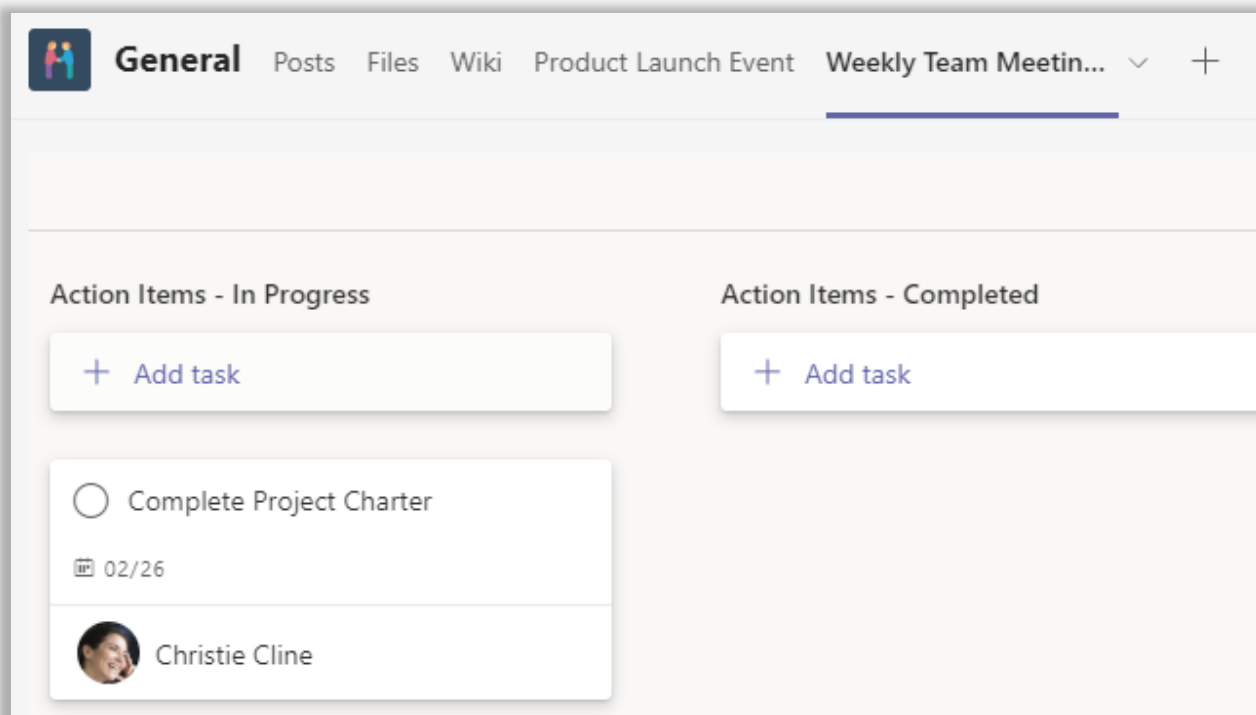 General Posts Files Wiki Product Launch Event Weekly Team Meetin...
Action Items - In Progress
Add task
Complete Project Charter
02/26
Christie Cline
Action Items - Completed
Add task